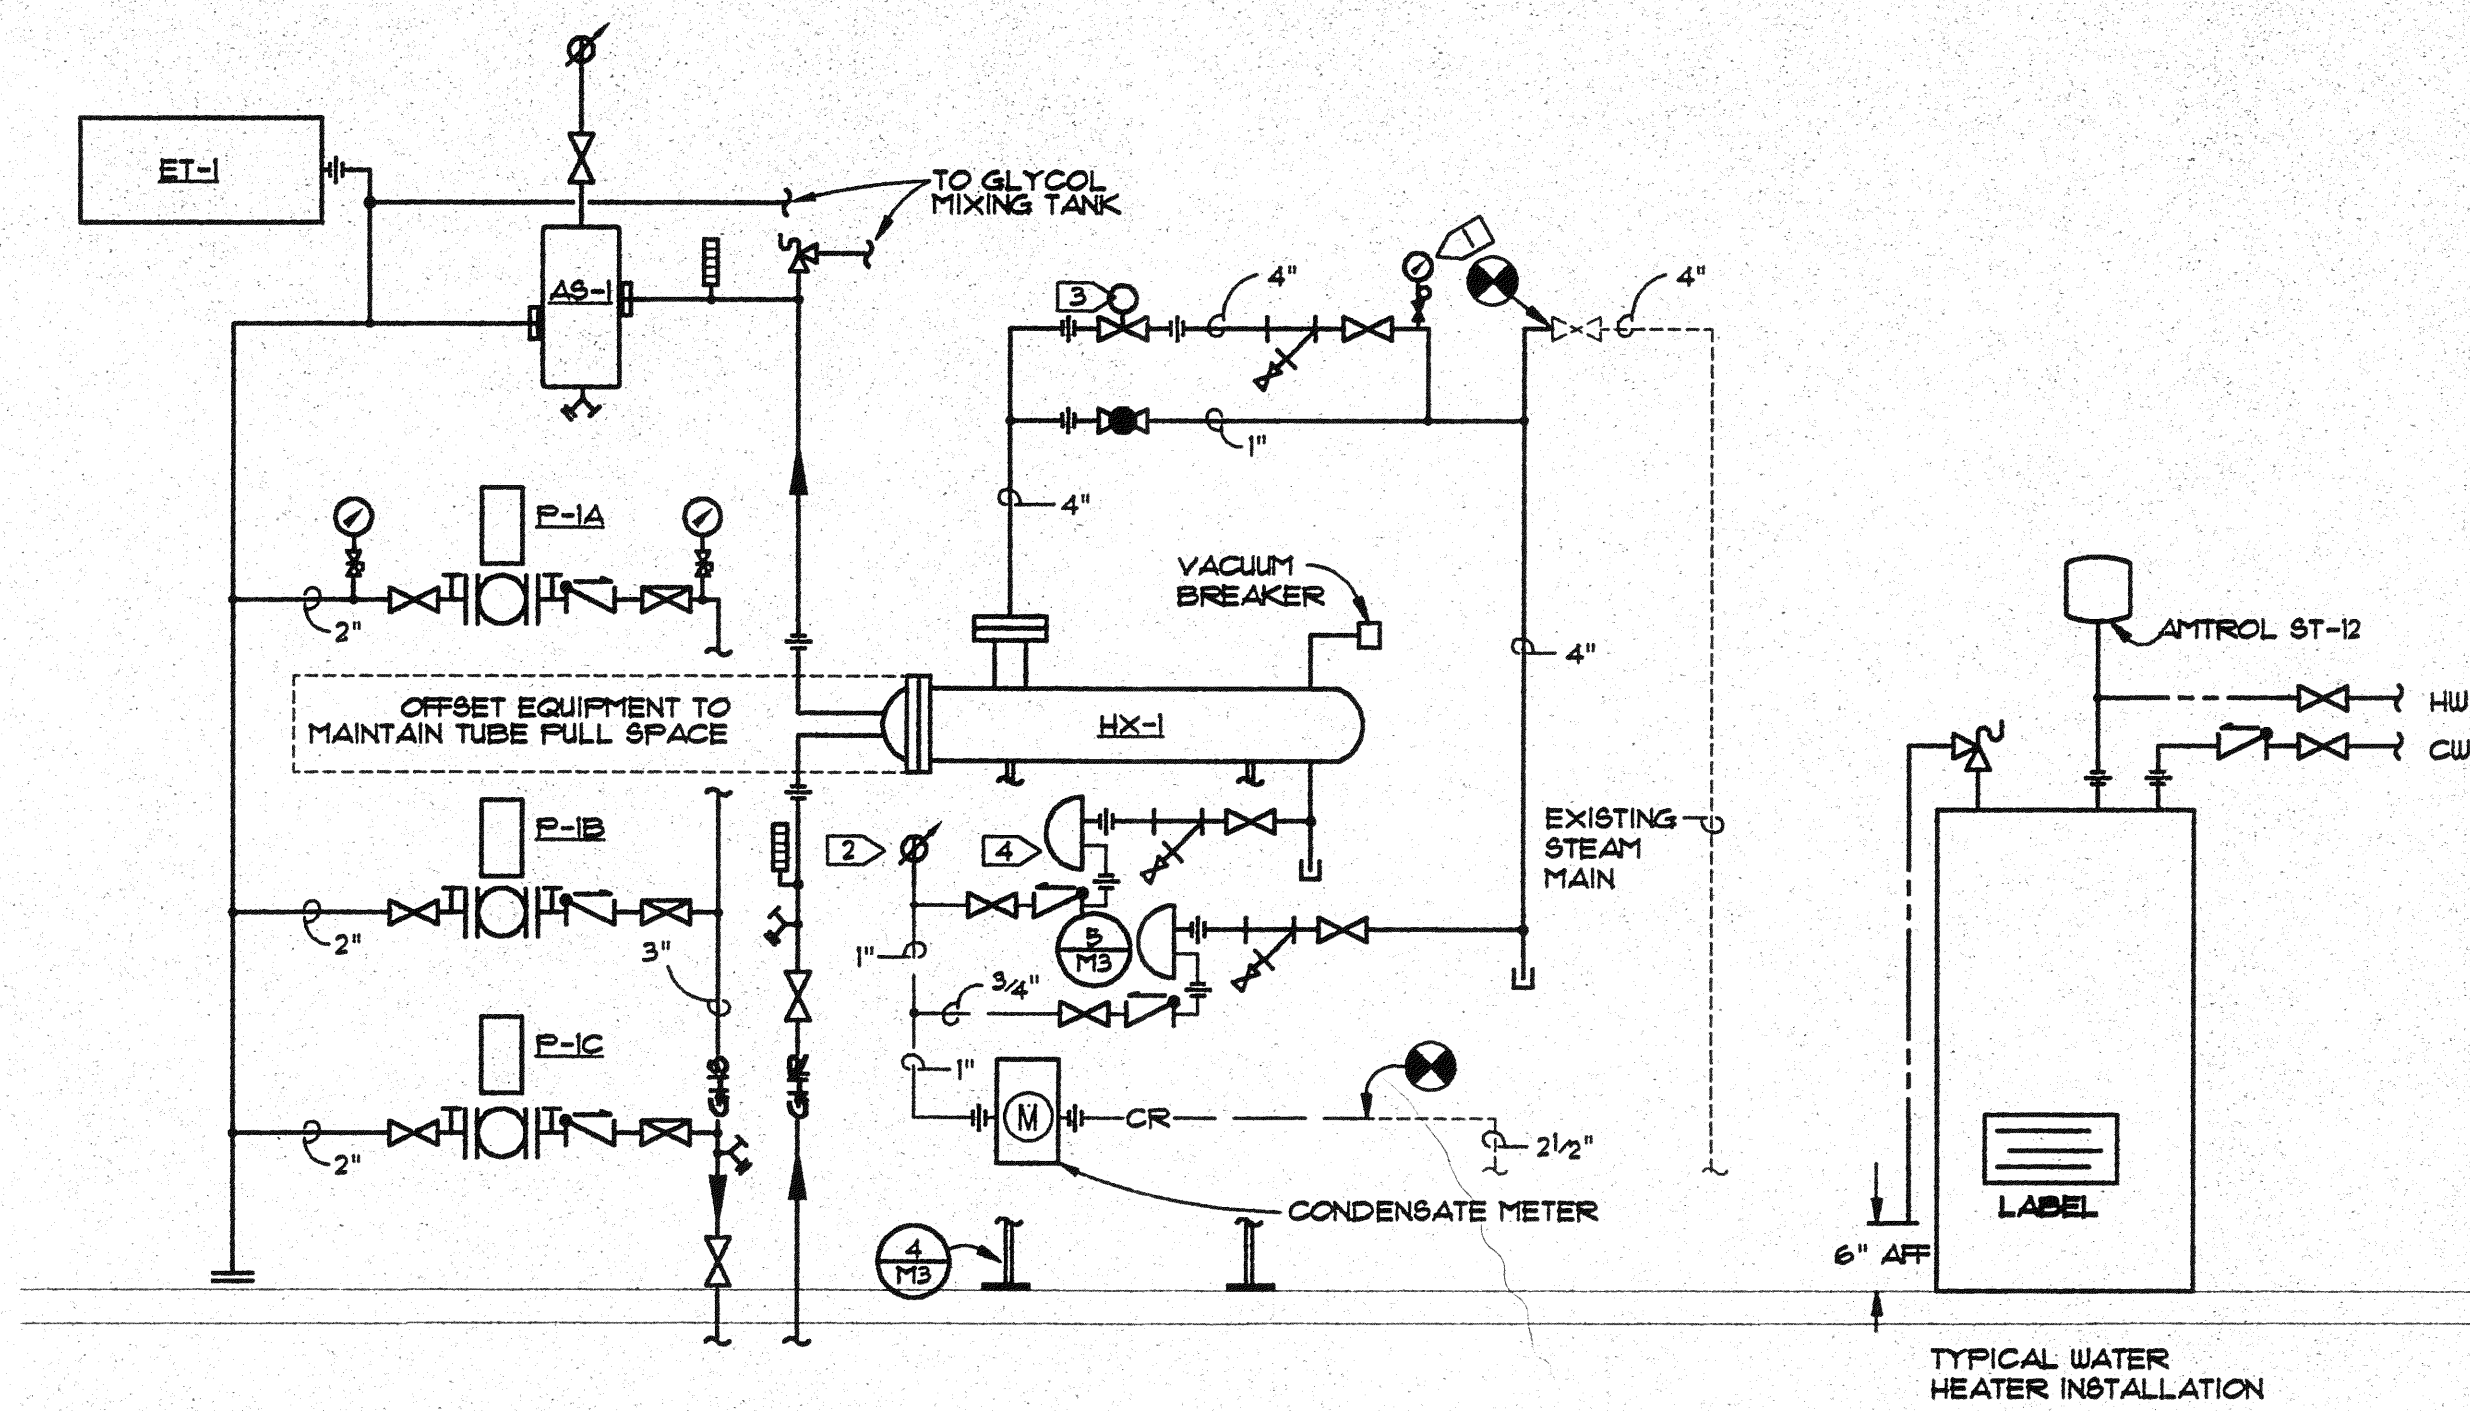 ET-1
TO GLYCOL
MIXING TANK
AS-1
1
3
4"
4"
1"
4"
P-1A
2"
VACUUM
BREAKER
4"
AMTROL ST-12
OFFSET EQUIPMENT TO
MAINTAIN TUBE PULL SPACE
HX-1
HW
CW
P-1B
2
4
EXISTING
STEAM
MAIN
2"
3"
1"
5
M3
3/4"
P-1C
GHS
GHR
1"
M
CR
2 1/2"
2"
CONDENSATE METER
LABEL
4
M3
6" AFF
TYPICAL WATER
HEATER INSTALLATION